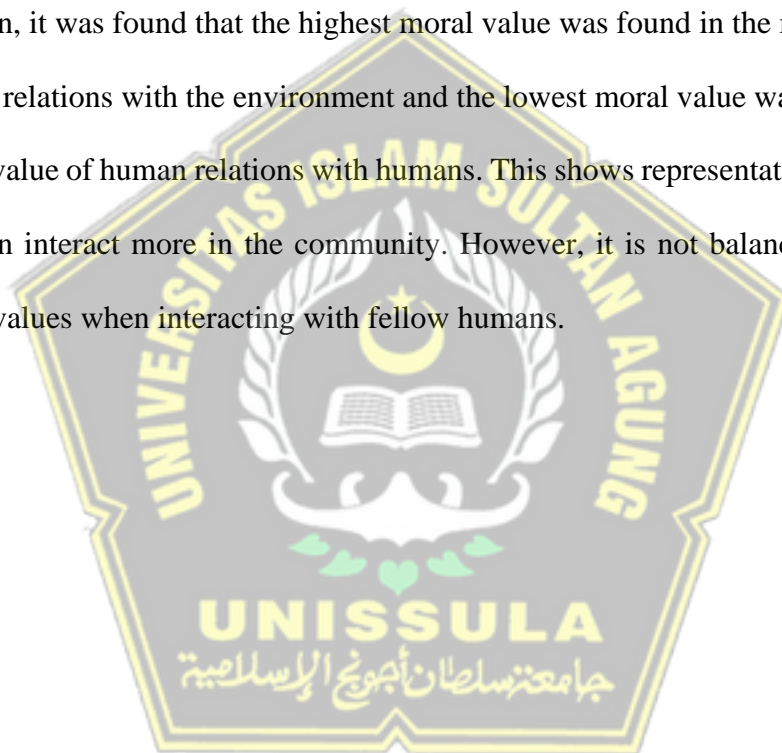 n, it was found that the highest moral value was found in the
relations with the environment and the lowest moral value wa
value of human relations with humans. This shows representat
n interact more in the community. However, it is not balanc
values when interacting with fellow humans.
UNIVERSITAS ISLAM SULTAN AGUNG
UNISSULA
جامعة سلطان أجونج الإسلامية